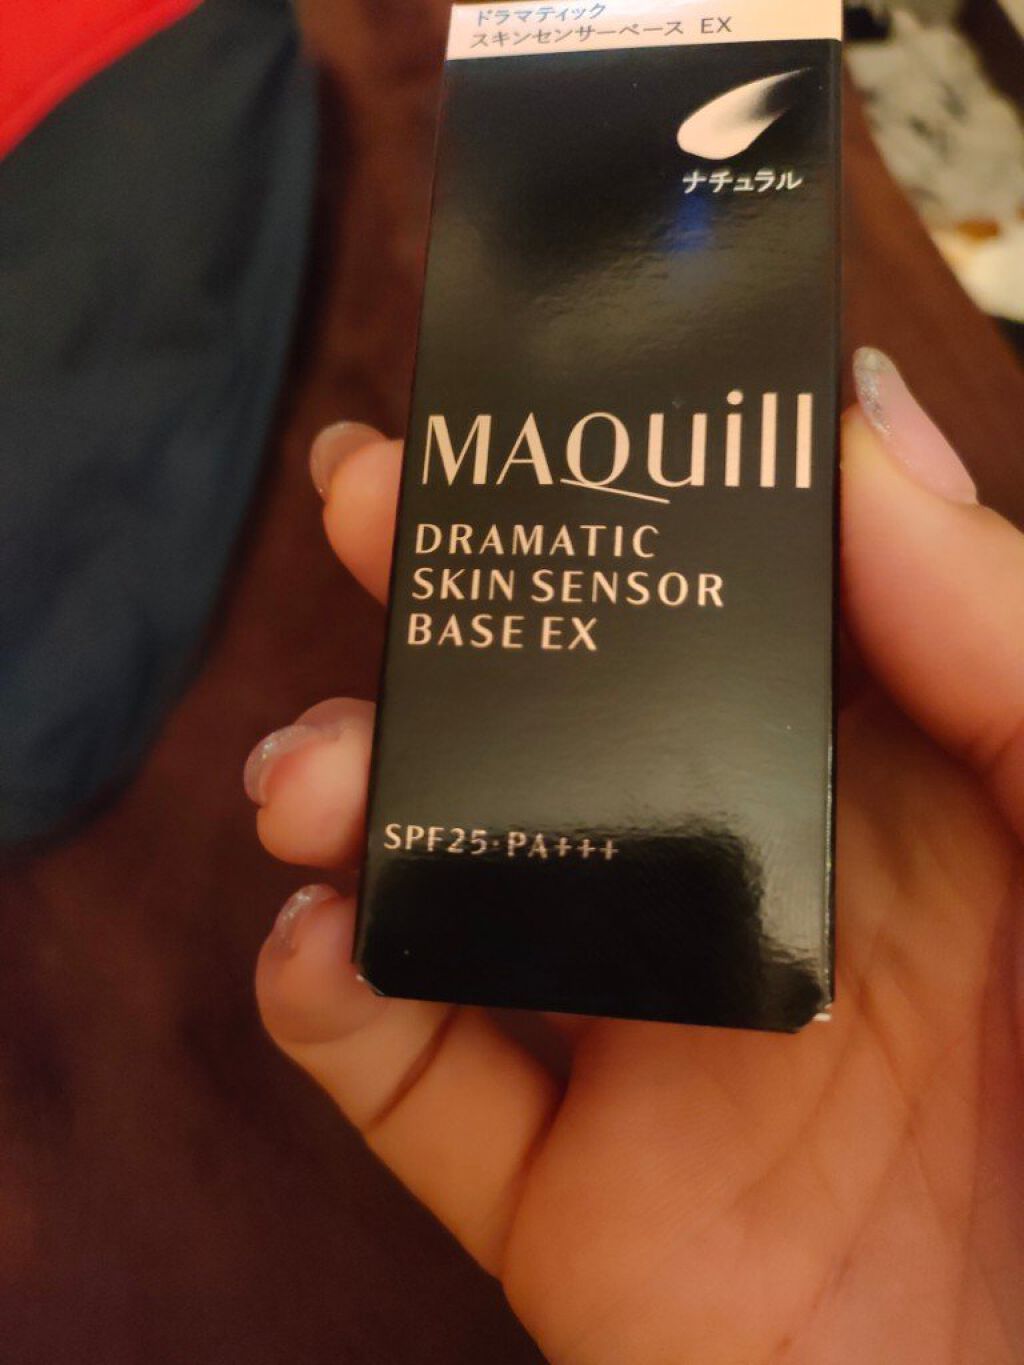 ドラマティック
スキンセンサーベース EX
ナチュラル
MAQuill
DRAMATIC
SKIN SENSOR
BASE EX
SPF25·PA+++